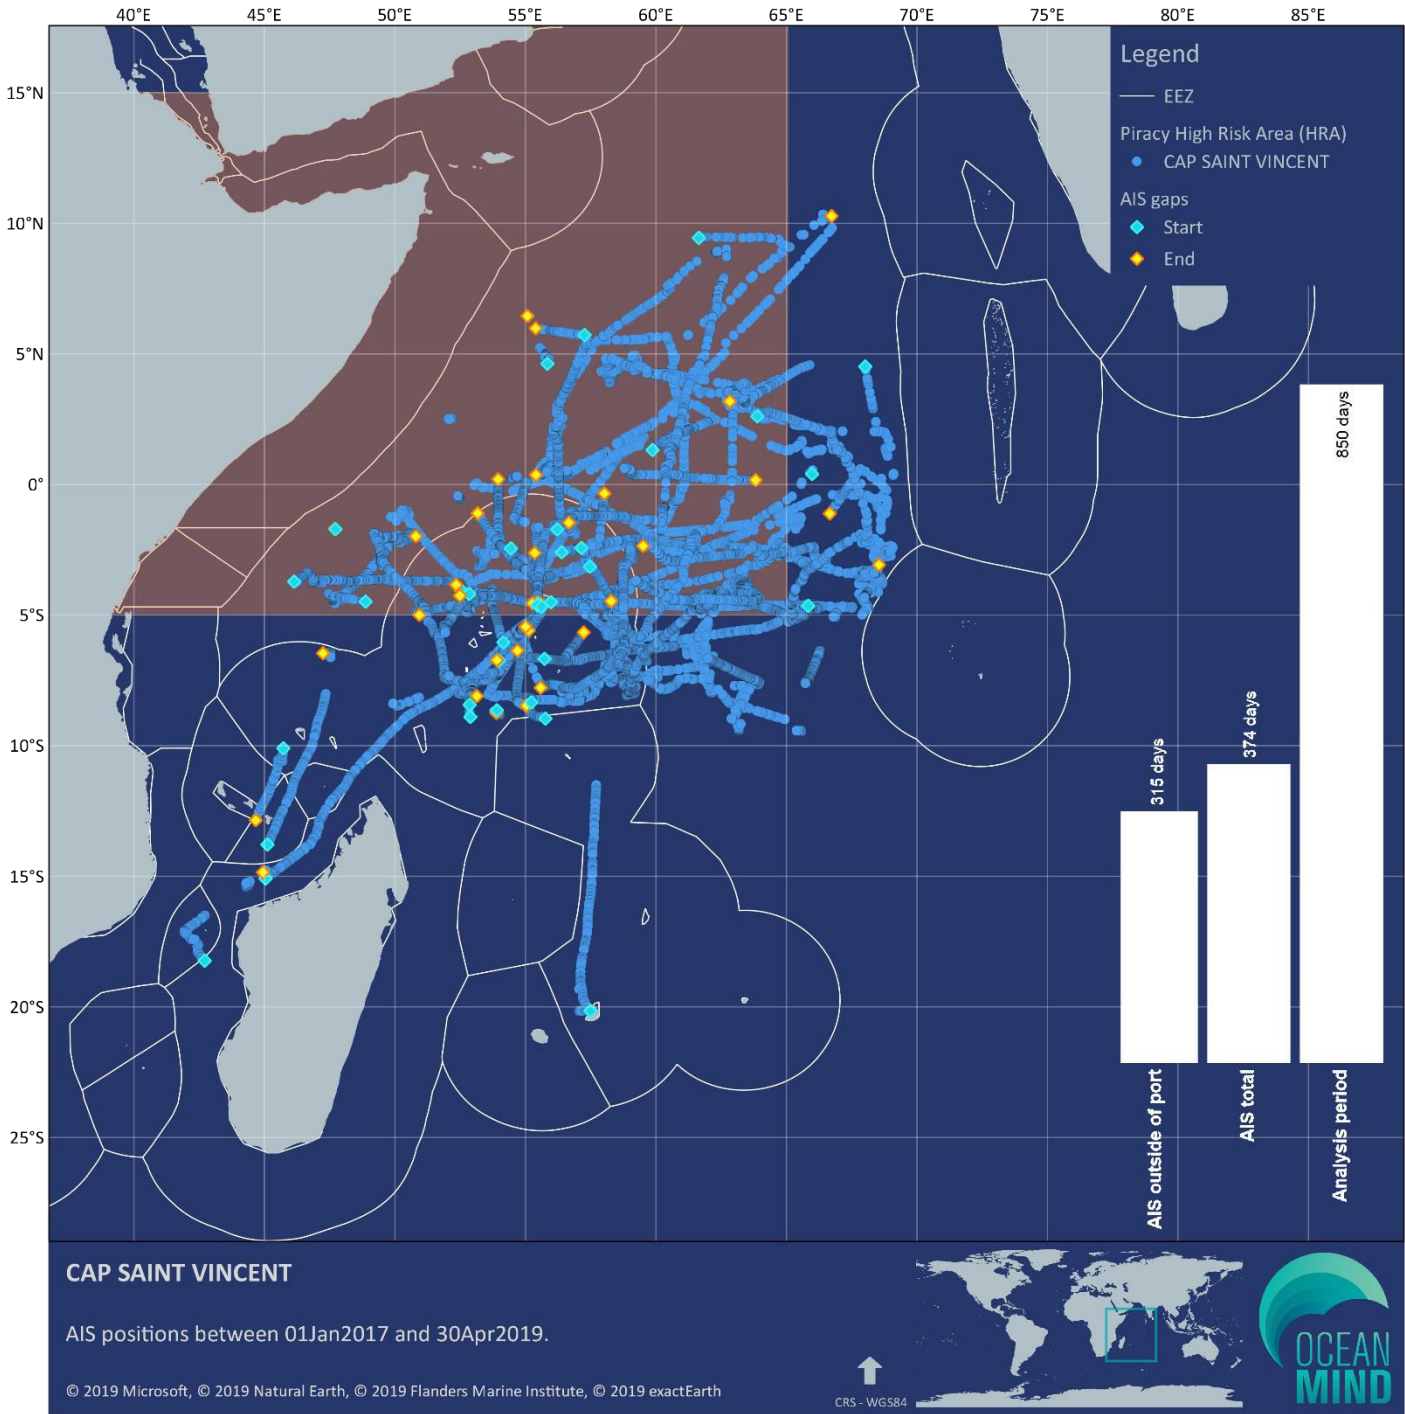 40°E 45°E 50°E 55°E 60°E 65°E 70°E 75°E 80°E 85°E
15°N
10°N
5°N
0°
5°S
10°S
15°S
20°S
25°S
Legend
EEZ
Piracy High Risk Area (HRA)
CAP SAINT VINCENT
AIS gaps
Start
End
315 days
374 days
850 days
AIS outside of port
AIS total
Analysis period
CAP SAINT VINCENT
AIS positions between 01Jan2017 and 30Apr2019.
© 2019 Microsoft, © 2019 Natural Earth, © 2019 Flanders Marine Institute, © 2019 exactEarth
CRS - WGS84
OCEAN
MIND